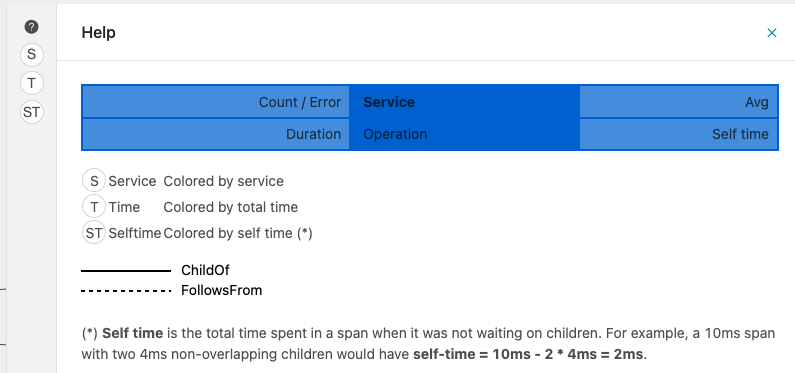 ?
Help ×
S
T
ST
Count / Error Service Avg
Duration Operation Self time
S Service Colored by service
T Time Colored by total time
ST Selftime Colored by self time (*)
ChildOf
FollowsFrom
(*) Self time is the total time spent in a span when it was not waiting on children. For example, a 10ms span
with two 4ms non-overlapping children would have self-time = 10ms - 2 * 4ms = 2ms.